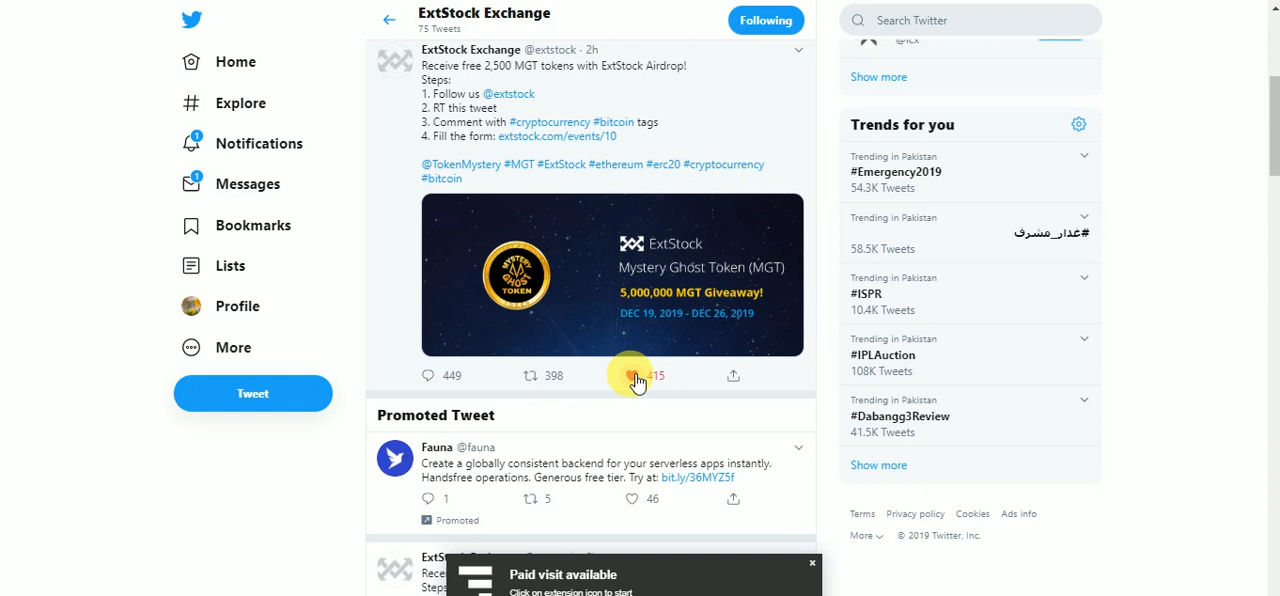 Home
Explore
1
Notifications
1
Messages
Bookmarks
Lists
Profile
More
Tweet
ExtStock Exchange
75 Tweets
Following
ExtStock Exchange @extstock · 2h
Receive free 2,500 MGT tokens with ExtStock Airdrop!
Steps:
1. Follow us @extstock
2. RT this tweet
3. Comment with #cryptocurrency #bitcoin tags
4. Fill the form: extstock.com/events/10
@TokenMystery #MGT #ExtStock #ethereum #erc20 #cryptocurrency
#bitcoin
MYSTERY
GHOST
TOKEN
ExtStock
Mystery Ghost Token (MGT)
5,000,000 MGT Giveaway!
DEC 19, 2019 - DEC 26, 2019
449 398 415
Promoted Tweet
Fauna @fauna
Create a globally consistent backend for your serverless apps instantly.
Handsfree operations. Generous free tier. Try at: bit.ly/36MYZ5f
1 5 46
Promoted
Steps
Paid visit available
Click on extension icon to start
Search Twitter
Show more
Trends for you
Trending in Pakistan
#Emergency2019
54.3K Tweets
Trending in Pakistan
#غدار_مشرف
58.5K Tweets
Trending in Pakistan
#ISPR
10.4K Tweets
Trending in Pakistan
#IPLAuction
108K Tweets
Trending in Pakistan
#Dabangg3Review
41.5K Tweets
Show more
Terms Privacy policy Cookies Ads info
More © 2019 Twitter, Inc.